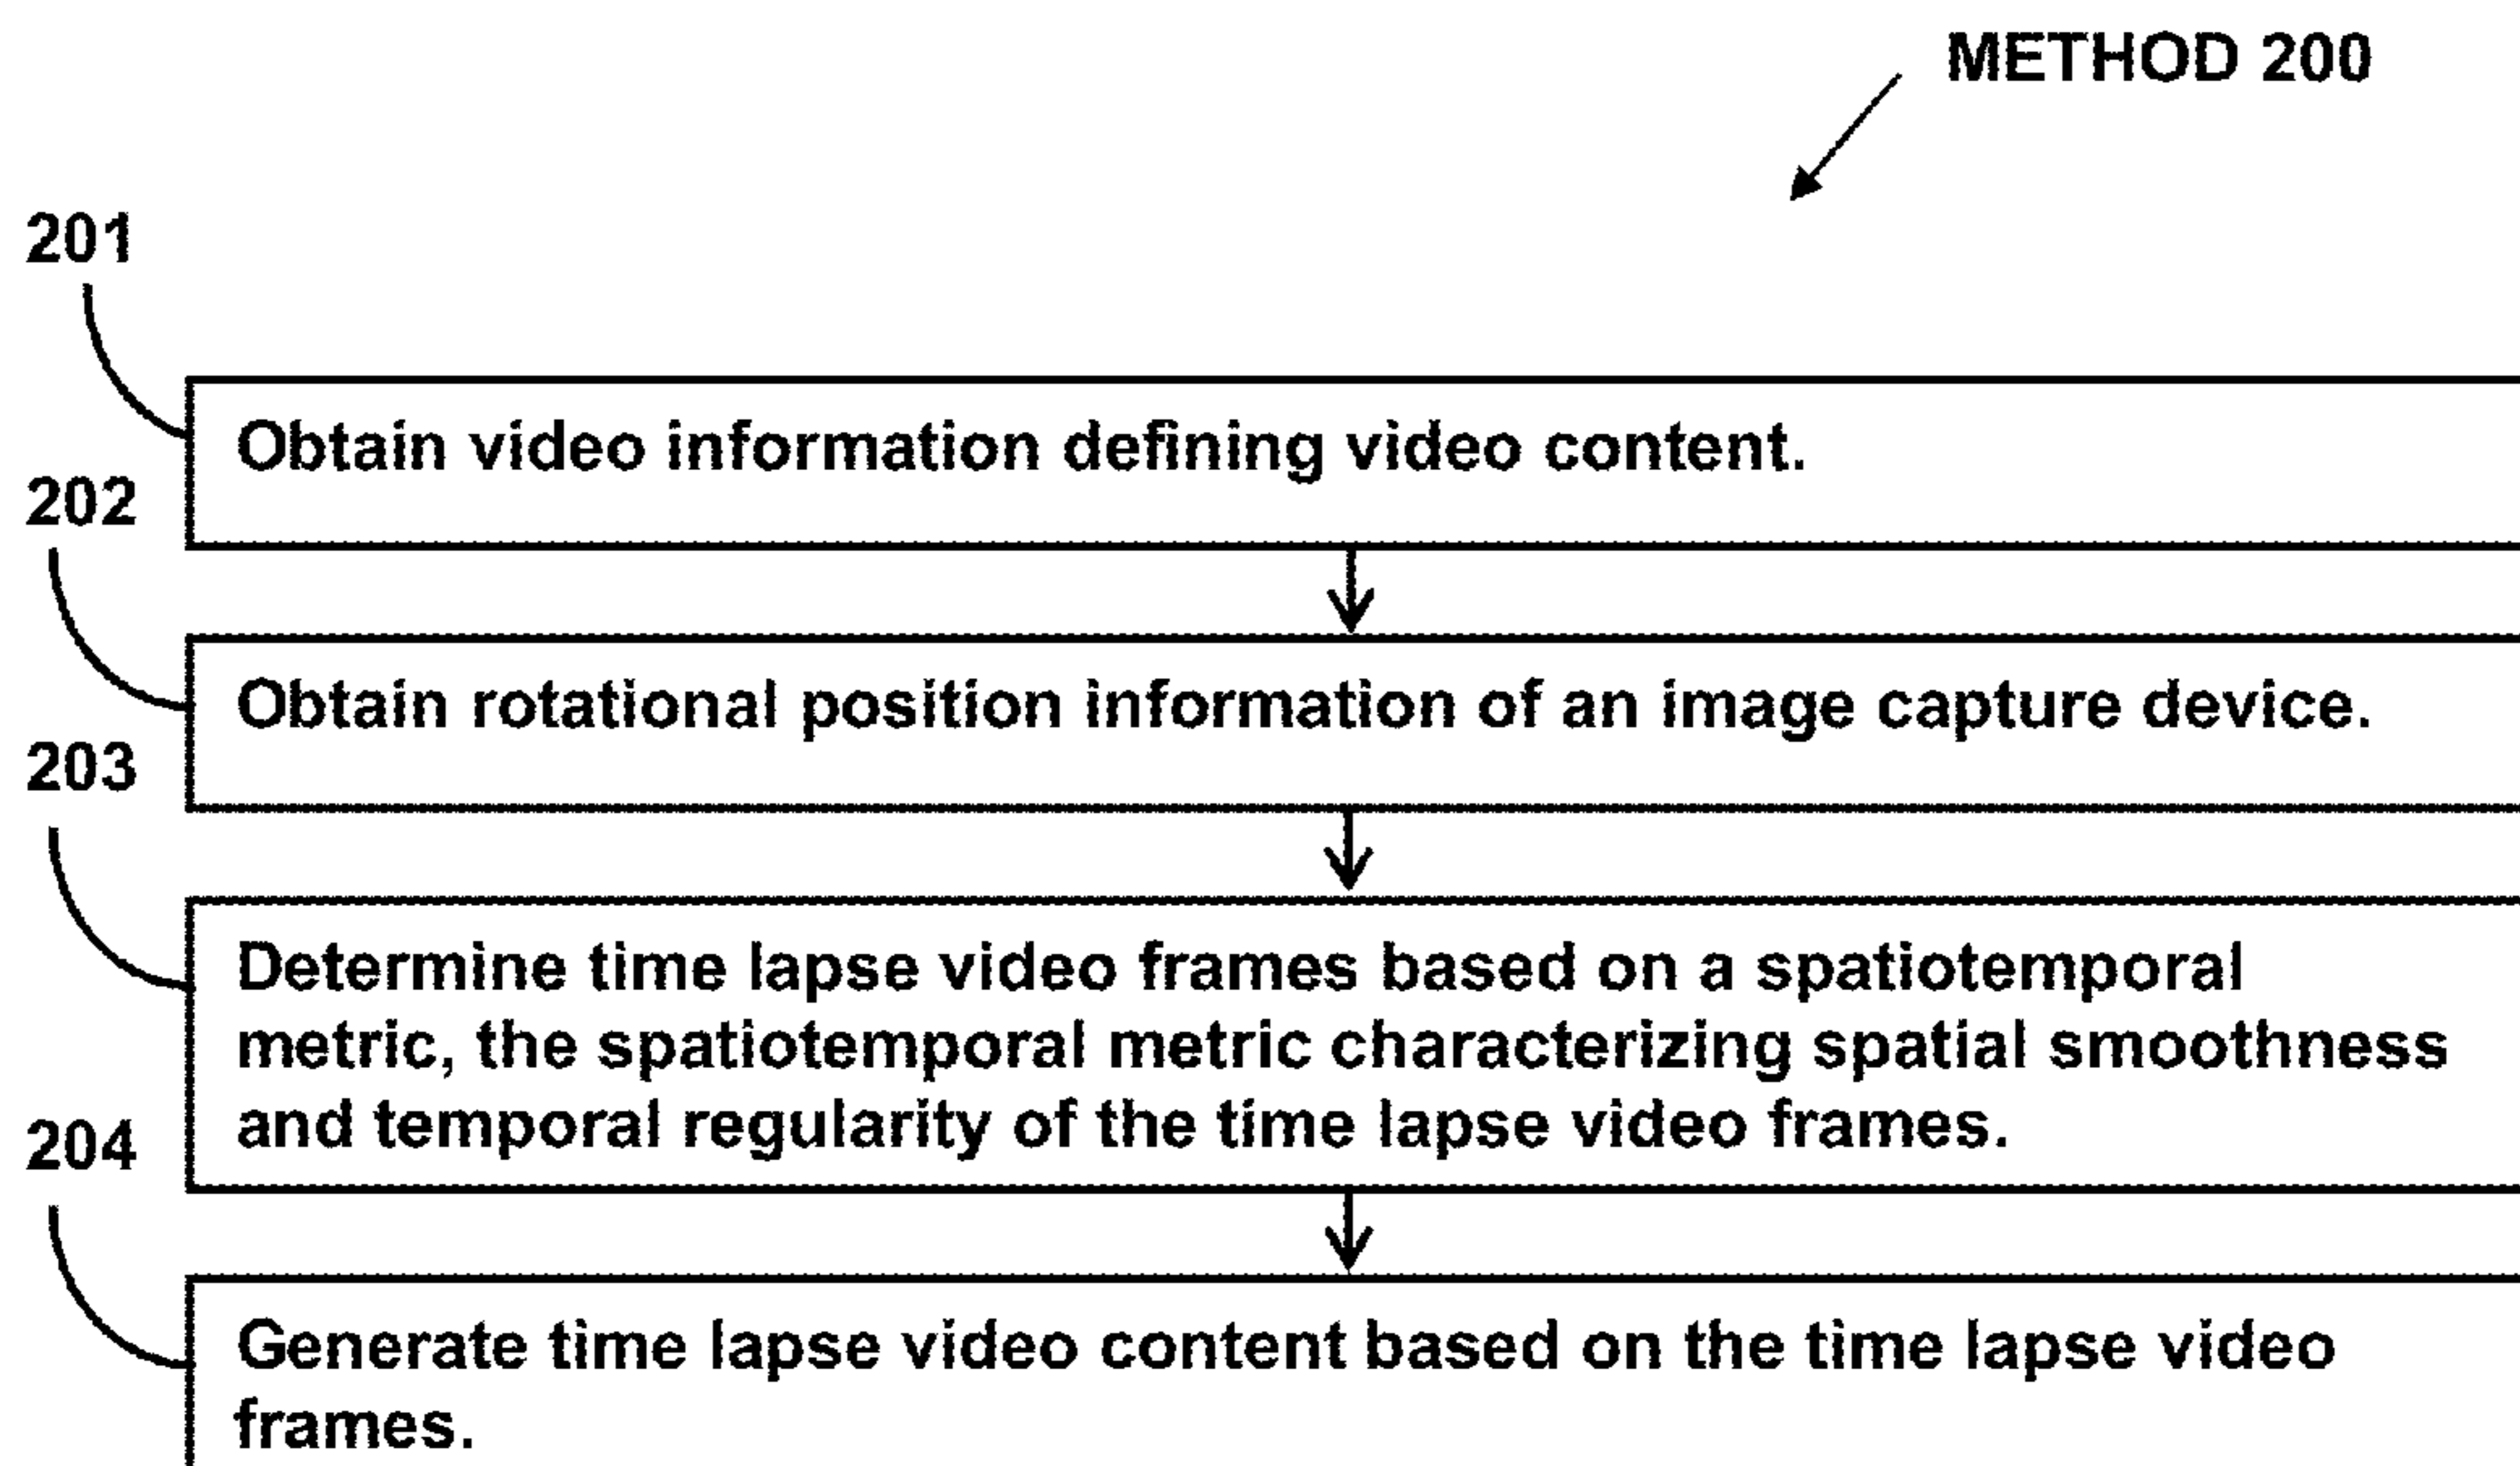 METHOD 200
201
Obtain video information defining video content.
202
Obtain rotational position information of an image capture device.
203
Determine time lapse video frames based on a spatiotemporal
metric, the spatiotemporal metric characterizing spatial smoothness
and temporal regularity of the time lapse video frames.
204
Generate time lapse video content based on the time lapse video
frames.